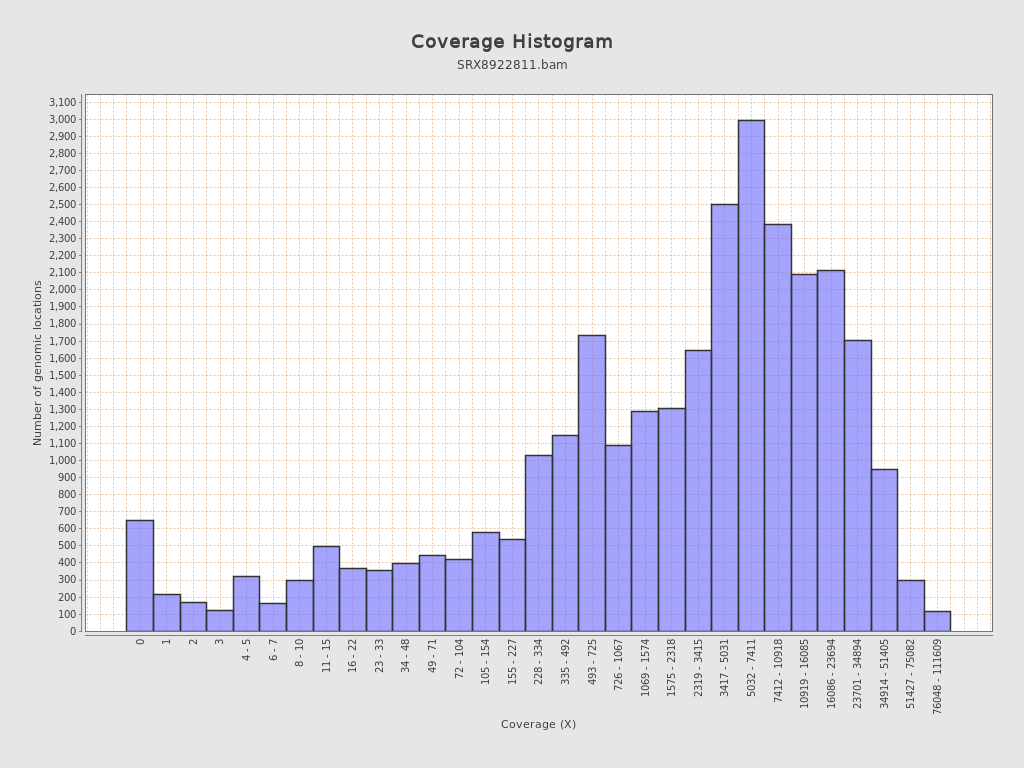 Coverage Histogram
SRX8922811.bam
3,100
3,000
2,900
2,800
2,700
2,600
2,500
2,400
2,300
2,200
2,100
2,000
1,900
1,800
1,700
1,600
1,500
1,400
1,300
1,200
1,100
1,000
900
800
700
600
500
400
300
200
100
0
Number of genomic locations
0
1
2
3
4 - 5
6 - 7
8 - 10
11 - 15
16 - 22
23 - 33
34 - 48
49 - 71
72 - 104
105 - 154
155 - 227
228 - 334
335 - 492
493 - 725
726 - 1067
1069 - 1574
1575 - 2318
2319 - 3415
3417 - 5031
5032 - 7411
7412 - 10918
10919 - 16085
16086 - 23694
23701 - 34894
34914 - 51405
51427 - 75082
76048 - 111609
Coverage (X)